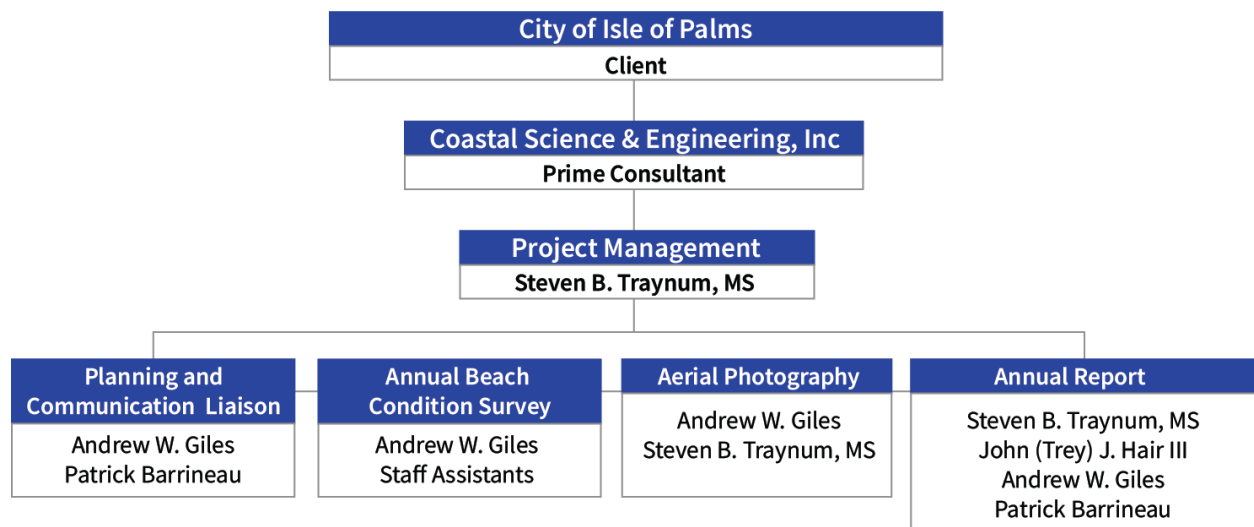 City of Isle of Palms
Client
Coastal Science & Engineering, Inc
Prime Consultant
Project Management
Steven B. Traynum, MS
Planning and
Communication Liaison
Andrew W. Giles
Patrick Barrineau
Annual Beach
Condition Survey
Andrew W. Giles
Staff Assistants
Aerial Photography
Andrew W. Giles
Steven B. Traynum, MS
Annual Report
Steven B. Traynum, MS
John (Trey) J. Hair III
Andrew W. Giles
Patrick Barrineau